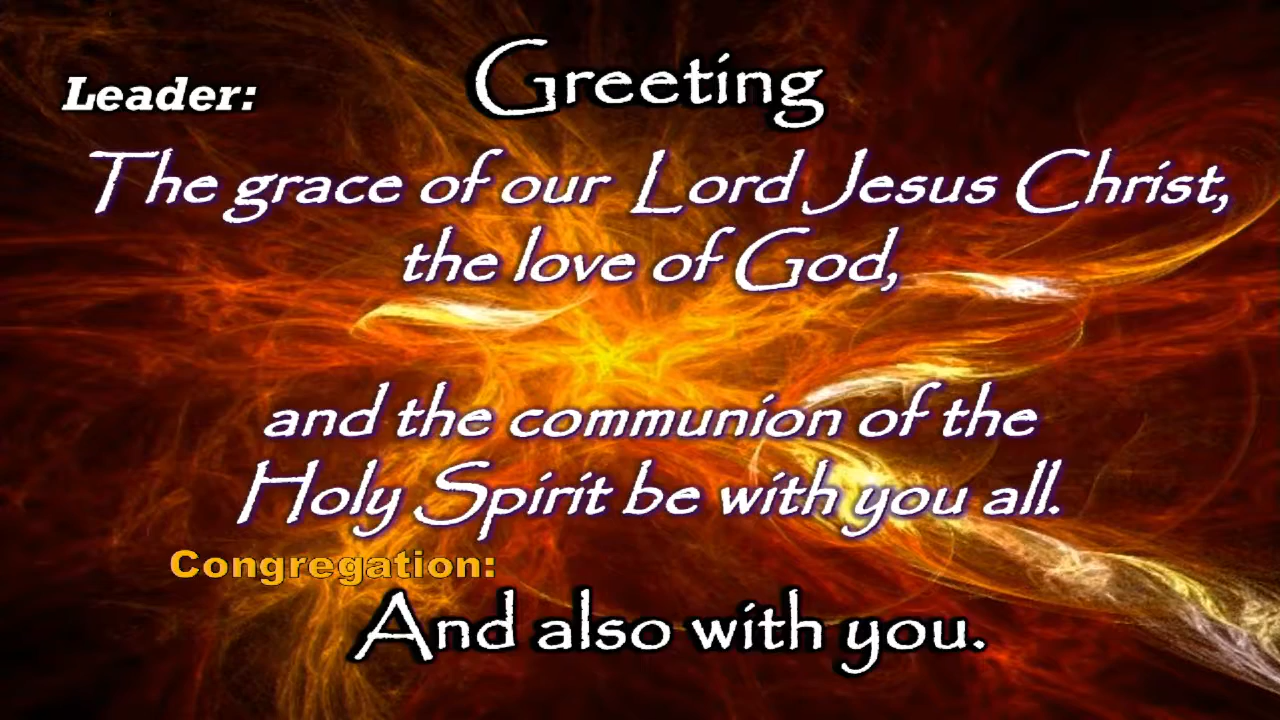 Greeting
Leader:
The grace of our Lord Jesus Christ,
the love of God,
and the communion of the
Holy Spirit be with you all.
Congregation:
And also with you.